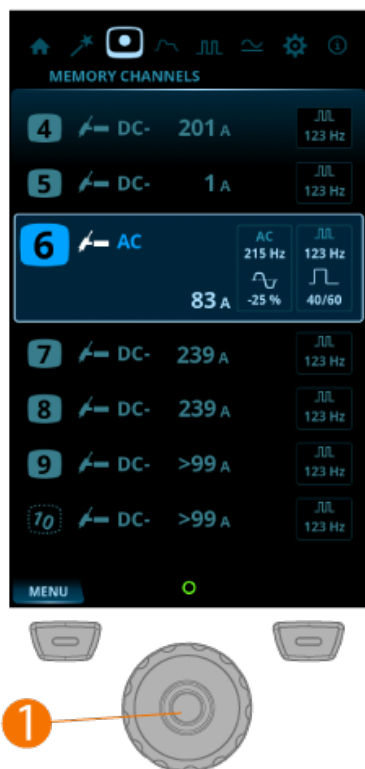 MEMORY CHANNELS
4 DC- 201 A 123 Hz
5 DC- 1 A 123 Hz
6 AC AC 123 Hz
215 Hz
83 A -25 % 40/60
7 DC- 239 A 123 Hz
8 DC- 239 A 123 Hz
9 DC- >99 A 123 Hz
10 DC- >99 A 123 Hz
MENU
1